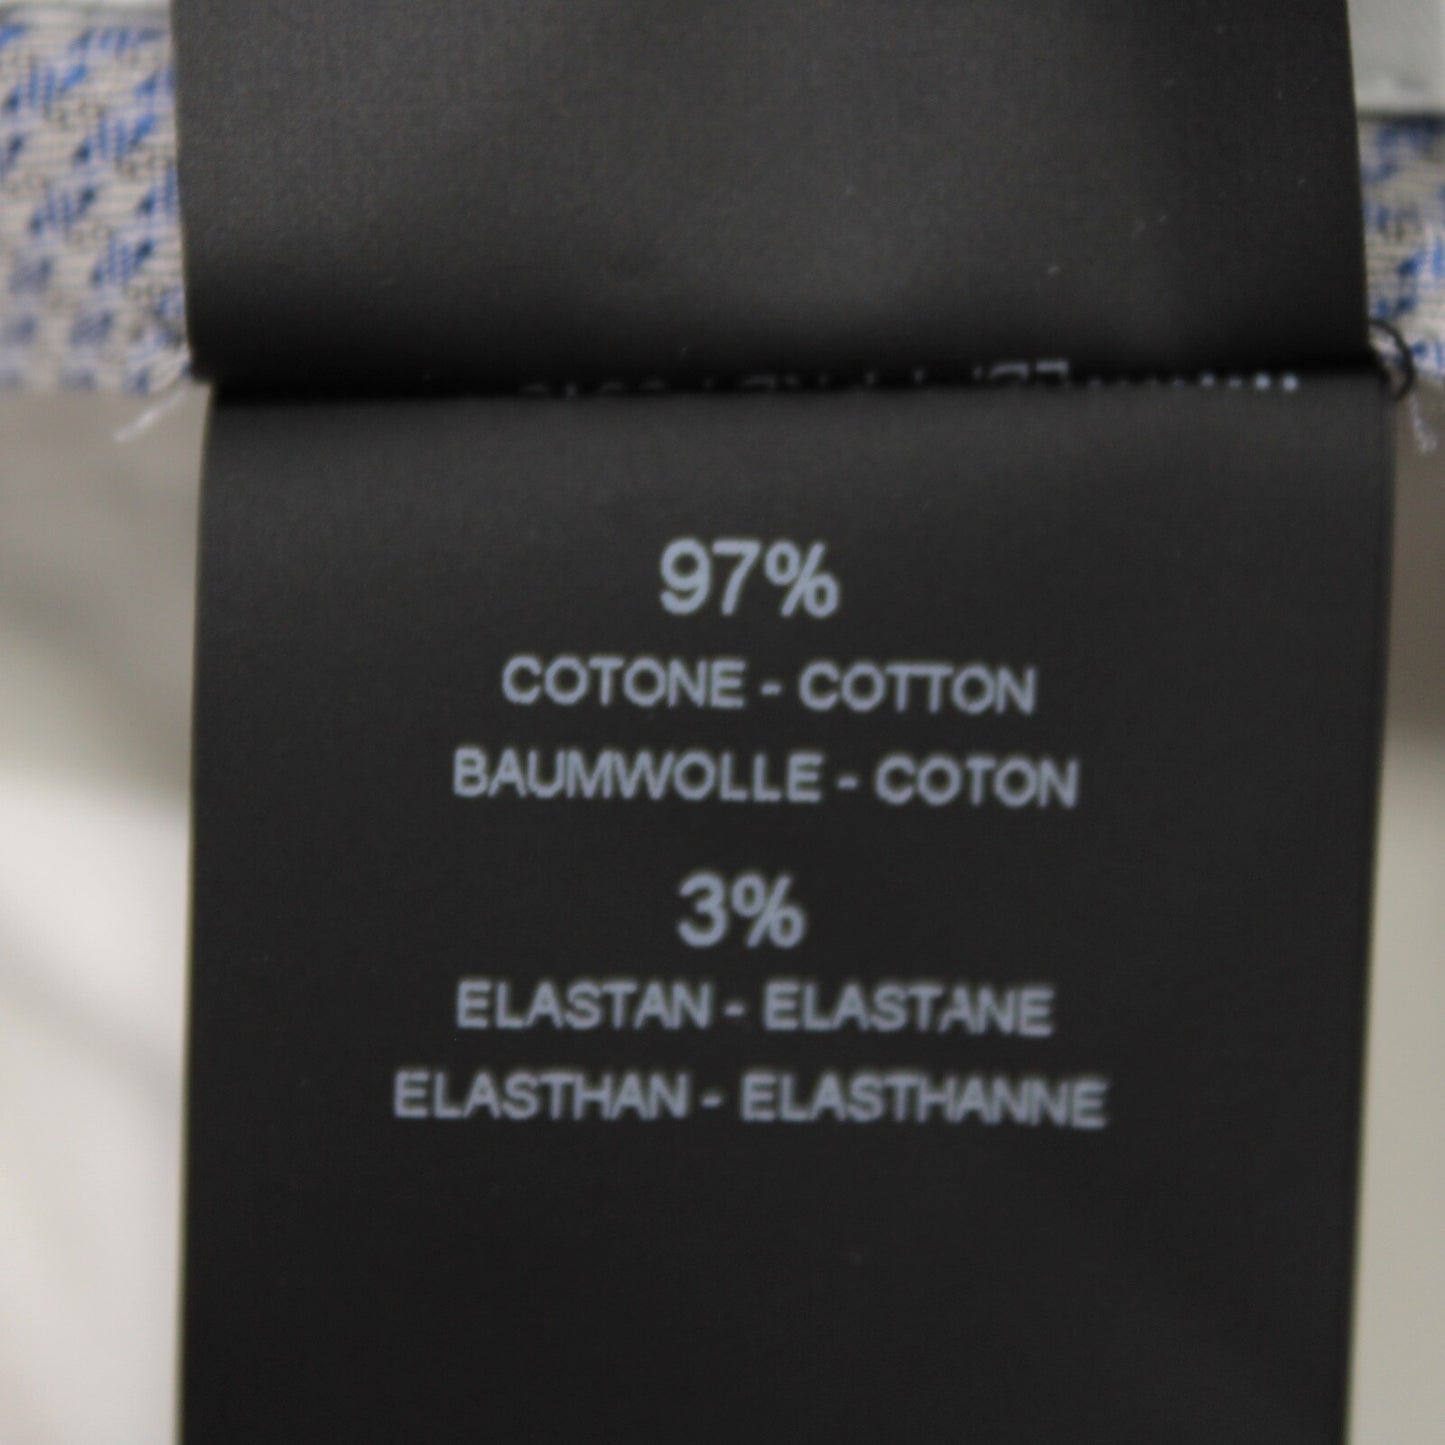 97%
COTONE - COTTON
BAUMWOLLE - COTON
3%
ELASTAN - ELASTANE
ELASTHAN - ELASTHANNE